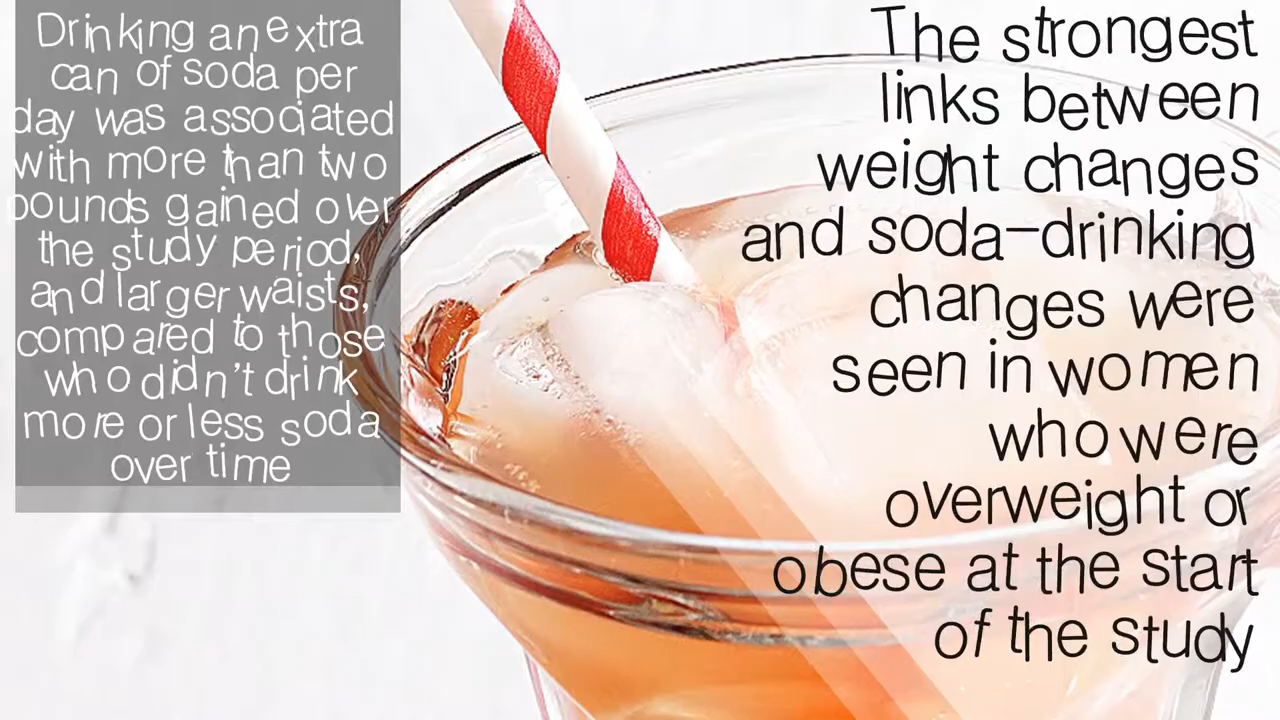 Drinking an extra
can of soda per
day was associated
with more than two
pounds gained over
the study period,
and larger waists,
compared to those
who didn't drink
more or less soda
over time
The strongest
links between
weight changes
and soda-drinking
changes were
seen in women
who were
overweight or
obese at the start
of the study